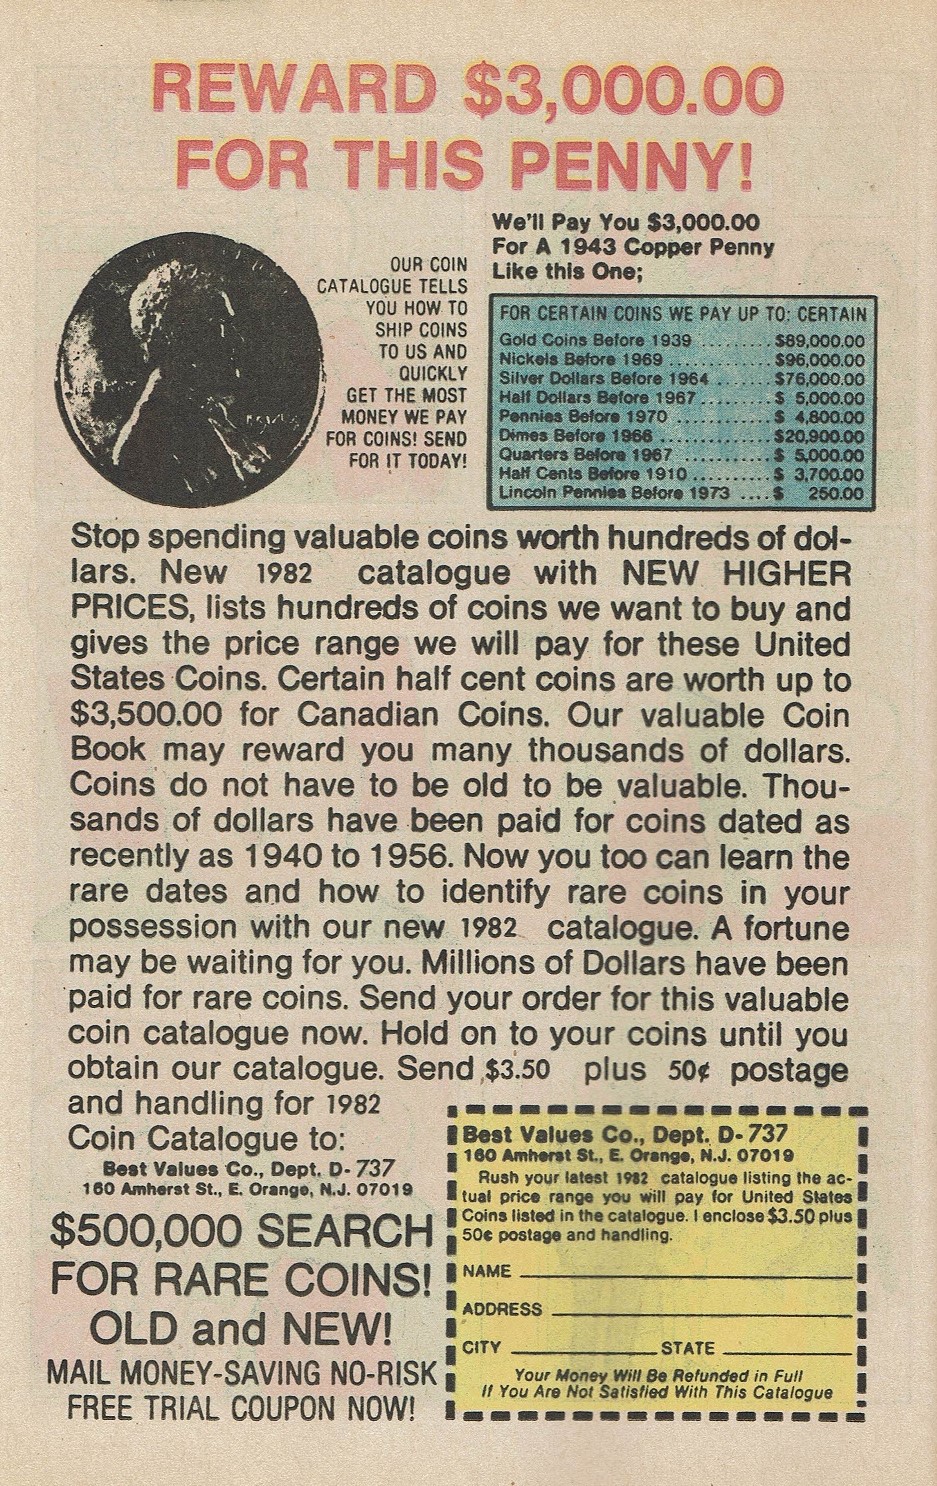 REWARD $3,000.00
FOR THIS PENNY!
We'll Pay You $3,000.00
For A 1943 Copper Penny
Like this One;
OUR COIN
CATALOGUE TELLS
YOU HOW TO
SHIP COINS
TO US AND
QUICKLY
GET THE MOST
MONEY WE PAY
FOR COINS! SEND
FOR IT TODAY!
FOR CERTAIN COINS WE PAY UP TO: CERTAIN
Gold Coins Before 1939 ......... $89,000.00
Nickels Before 1969 ............ $96,000.00
Silver Dollars Before 1964 ...... $76,000.00
Half Dollars Before 1967 ......... $ 5,000.00
Pennies Before 1970 ............ $ 4,800.00
Dimes Before 1966 .............. $20,900.00
Quarters Before 1967 ........... $ 5,000.00
Half Cents Before 1910 .......... $ 3,700.00
Lincoln Pennies Before 1973 .... $ 250.00
Stop spending valuable coins worth hundreds of dol-
lars. New 1982 catalogue with NEW HIGHER
PRICES, lists hundreds of coins we want to buy and
gives the price range we will pay for these United
States Coins. Certain half cent coins are worth up to
$3,500.00 for Canadian Coins. Our valuable Coin
Book may reward you many thousands of dollars.
Coins do not have to be old to be valuable. Thou-
sands of dollars have been paid for coins dated as
recently as 1940 to 1956. Now you too can learn the
rare dates and how to identify rare coins in your
possession with our new 1982 catalogue. A fortune
may be waiting for you. Millions of Dollars have been
paid for rare coins. Send your order for this valuable
coin catalogue now. Hold on to your coins until you
obtain our catalogue. Send $3.50 plus 50¢ postage
and handling for 1982
Coin Catalogue to:
Best Values Co., Dept. D-737
160 Amherst St., E. Orange, N.J. 07019
$500,000 SEARCH
FOR RARE COINS!
OLD and NEW!
MAIL MONEY-SAVING NO-RISK
FREE TRIAL COUPON NOW!
Best Values Co., Dept. D-737
160 Amherst St., E. Orange, N.J. 07019
Rush your latest 1982 catalogue listing the ac-
tual price range you will pay for United States
Coins listed in the catalogue. I enclose $3.50 plus
50¢ postage and handling.
NAME
ADDRESS
CITY STATE
Your Money Will Be Refunded in Full
If You Are Not Satisfied With This Catalogue